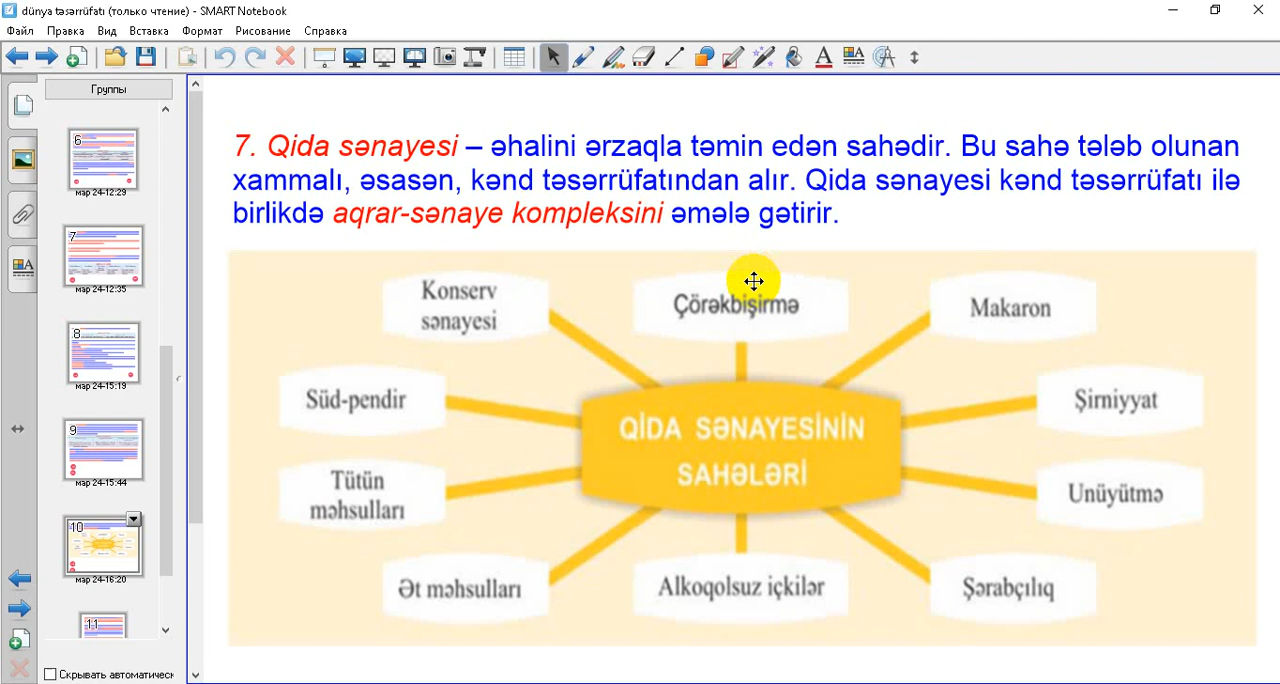 dünya təsərrüfatı (только чтение) - SMART Notebook
Файл Правка Вид Вставка Формат Рисование Справка
Группы
6
мар 24-12:29
7
мар 24-12:35
8
мар 24-15:19
9
мар 24-15:44
10
мар 24-16:20
11
Скрывать автоматическ
7. Qida sənayesi – əhalini ərzaqla təmin edən sahədir. Bu sahə tələb olunan
xammalı, əsasən, kənd təsərrüfatından alır. Qida sənayesi kənd təsərrüfatı ilə
birlikdə aqrar-sənaye kompleksini əmələ gətirir.
Konserv
sənayesi
Çörəkbişirmə
Makaron
Süd-pendir
Şirniyyat
QİDA SƏNAYESİNİN
SAHƏLƏRİ
Tütün
məhsulları
Unüyütmə
Ət məhsulları
Alkoqolsuz içkilər
Şərabçılıq